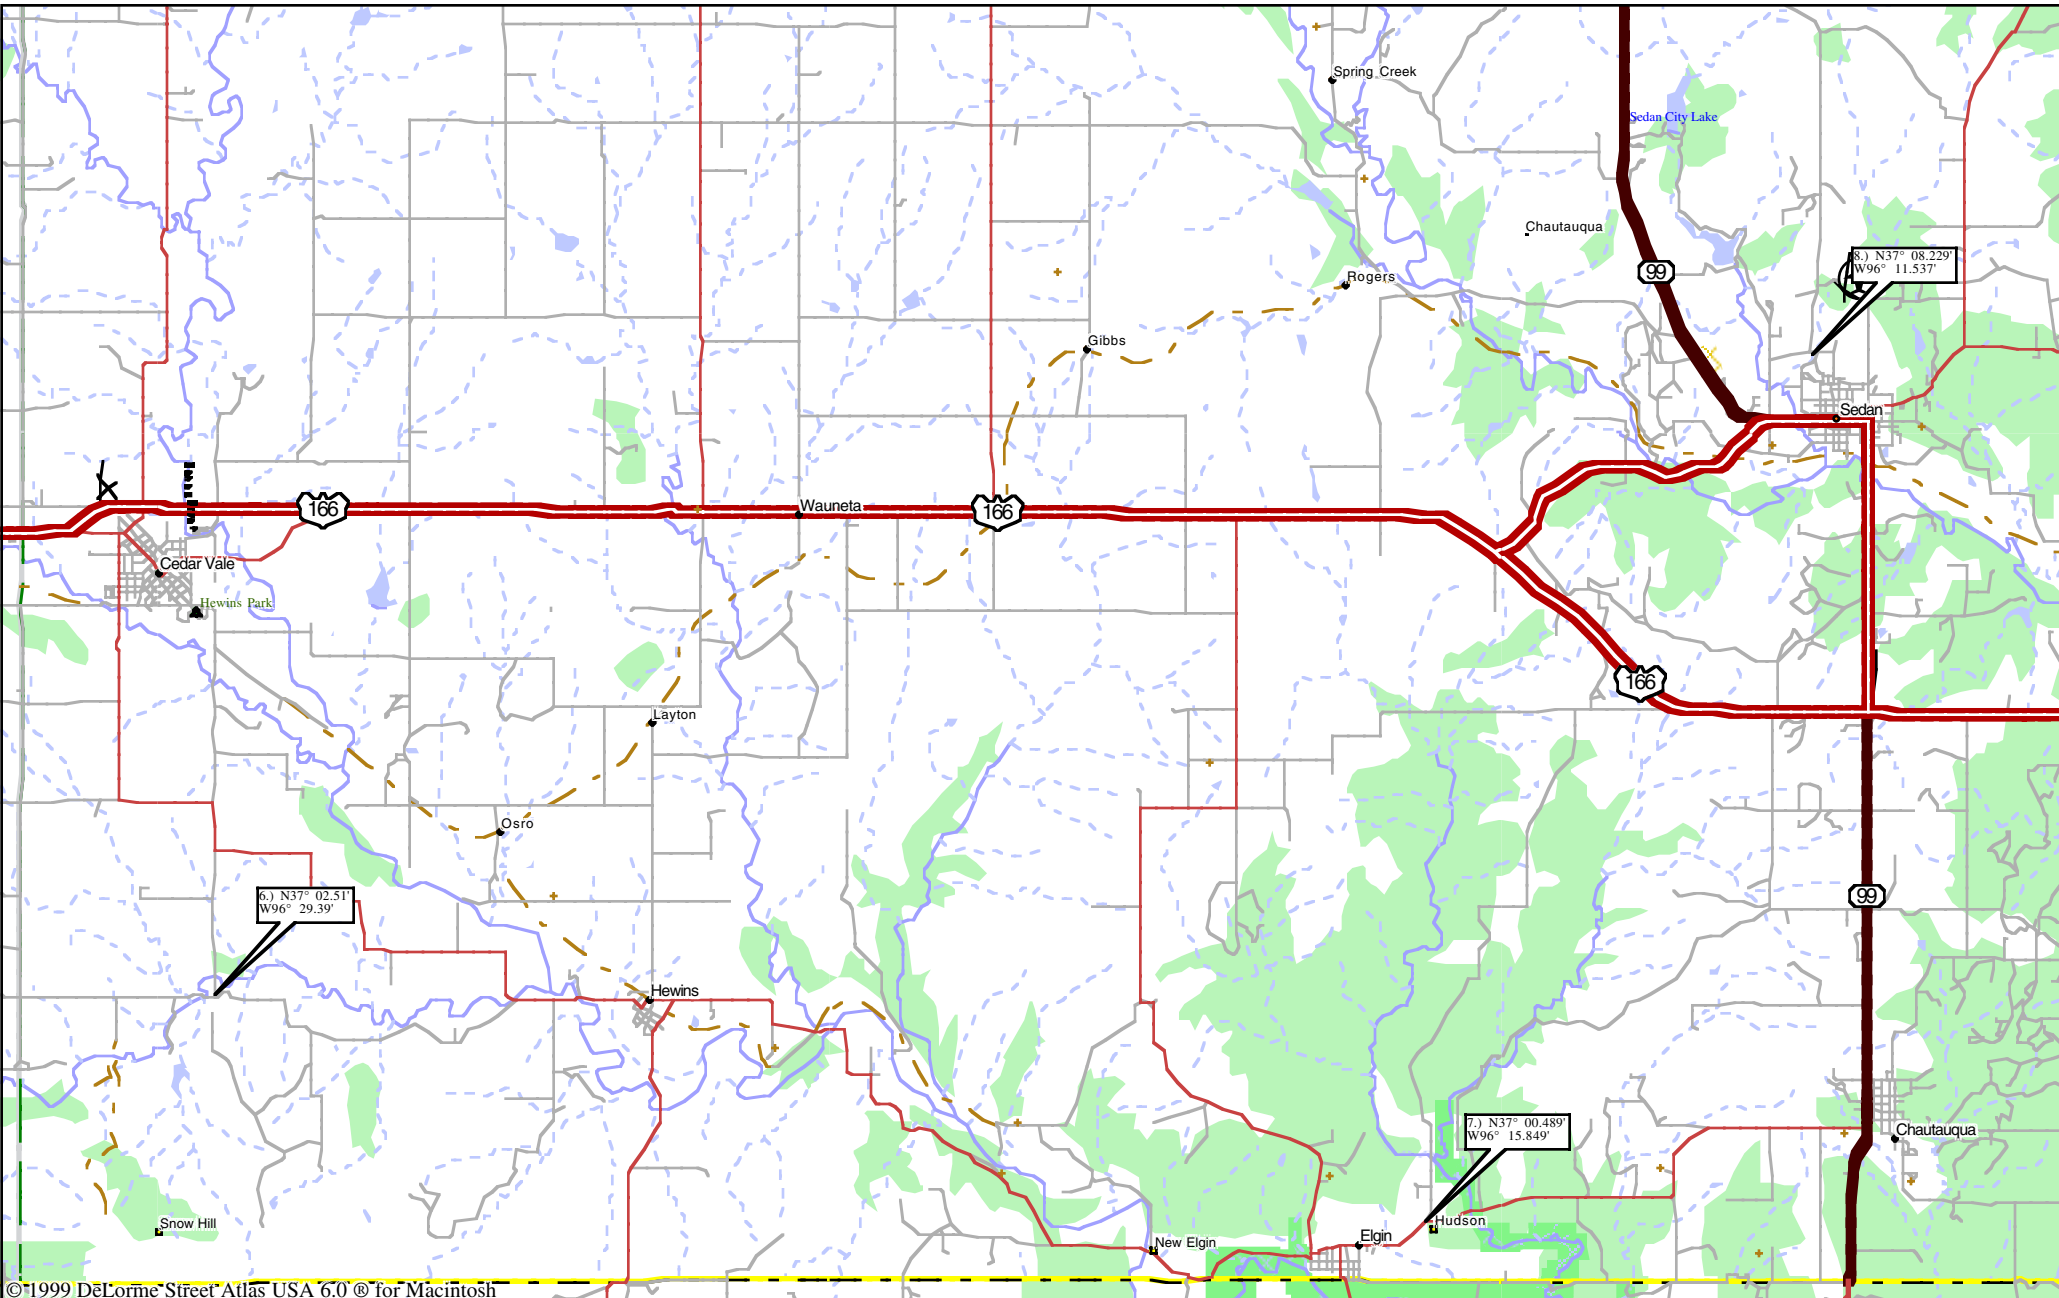 Spring Creek
Sedan City Lake
Chautauqua
99
8.) N37° 08.229'
W96° 11.537'
Rogers
Gibbs
Sedan
166
Wauneta
166
Cedar Vale
Hewins Park
166
Layton
Osro
6.) N37° 02.51'
W96° 29.39'
99
Hewins
7.) N37° 00.489'
W96° 15.849'
Chautauqua
Snow Hill
Hudson
Elgin
New Elgin
© 1999 DeLorme Street Atlas USA 6.0 ® for Macintosh